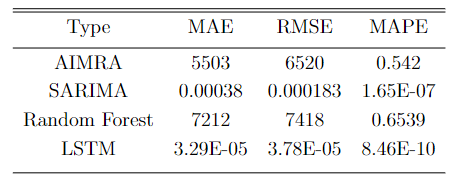 Type MAE RMSE MAPE
AIMRA 5503 6520 0.542
SARIMA 0.00038 0.000183 1.65E-07
Random Forest 7212 7418 0.6539
LSTM 3.29E-05 3.78E-05 8.46E-10